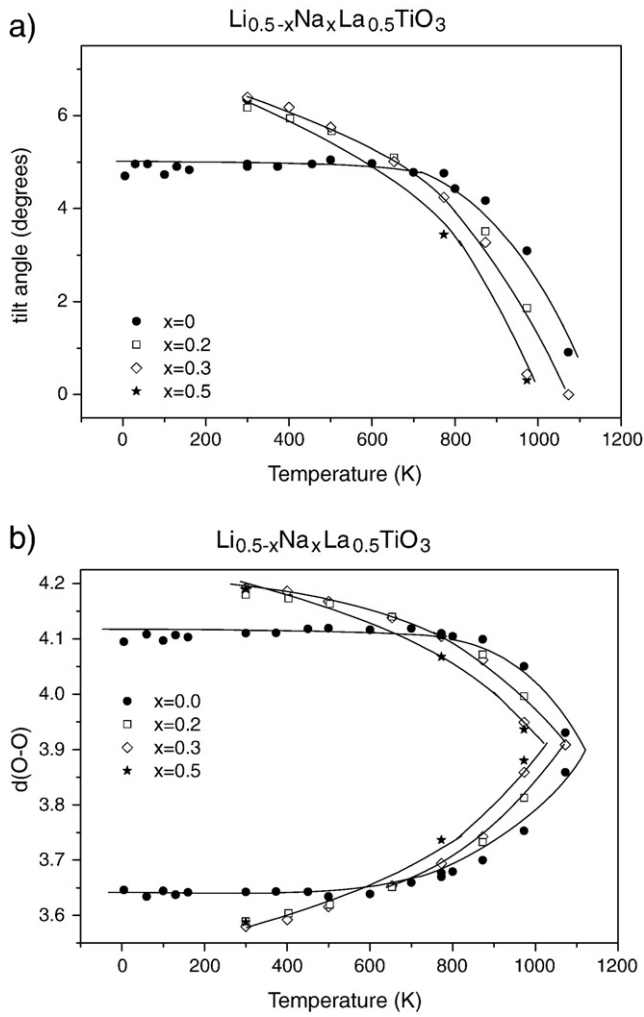 a)
Li0.5-xNaxLa0.5TiO3
tilt angle (degrees)
6
4
2
0
x=0
x=0.2
x=0.3
x=0.5
0 200 400 600 800 1000 1200
Temperature (K)
b)
Li0.5-xNaxLa0.5TiO3
d(O-O)
4.2
4.1
4.0
3.9
3.8
3.7
3.6
x=0.0
x=0.2
x=0.3
x=0.5
0 200 400 600 800 1000 1200
Temperature (K)